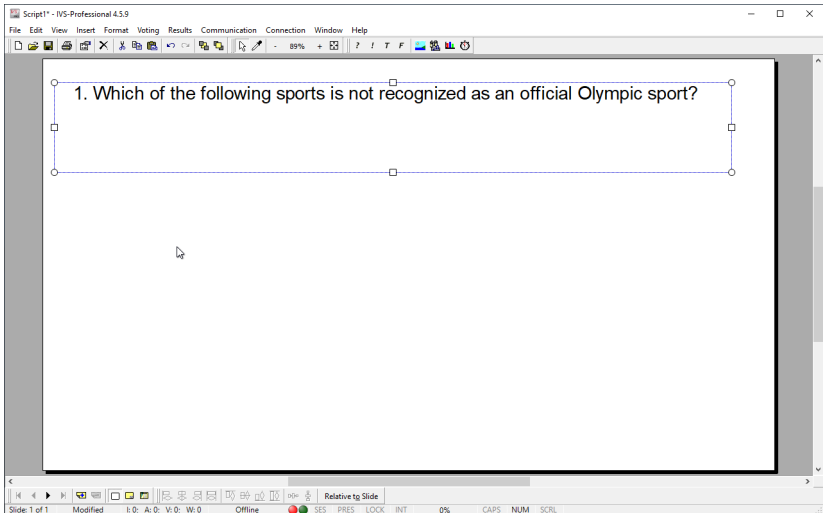 Script1* - IVS-Professional 4.5.9
File Edit View Insert Format Voting Results Communication Connection Window Help
- 89% + ? ! T F
1. Which of the following sports is not recognized as an official Olympic sport?
Relative to Slide
Slide: 1 of 1 Modified I: 0; A: 0; V: 0; W: 0 Offline SES PRES LOCK INT 0% CAPS NUM SCRL